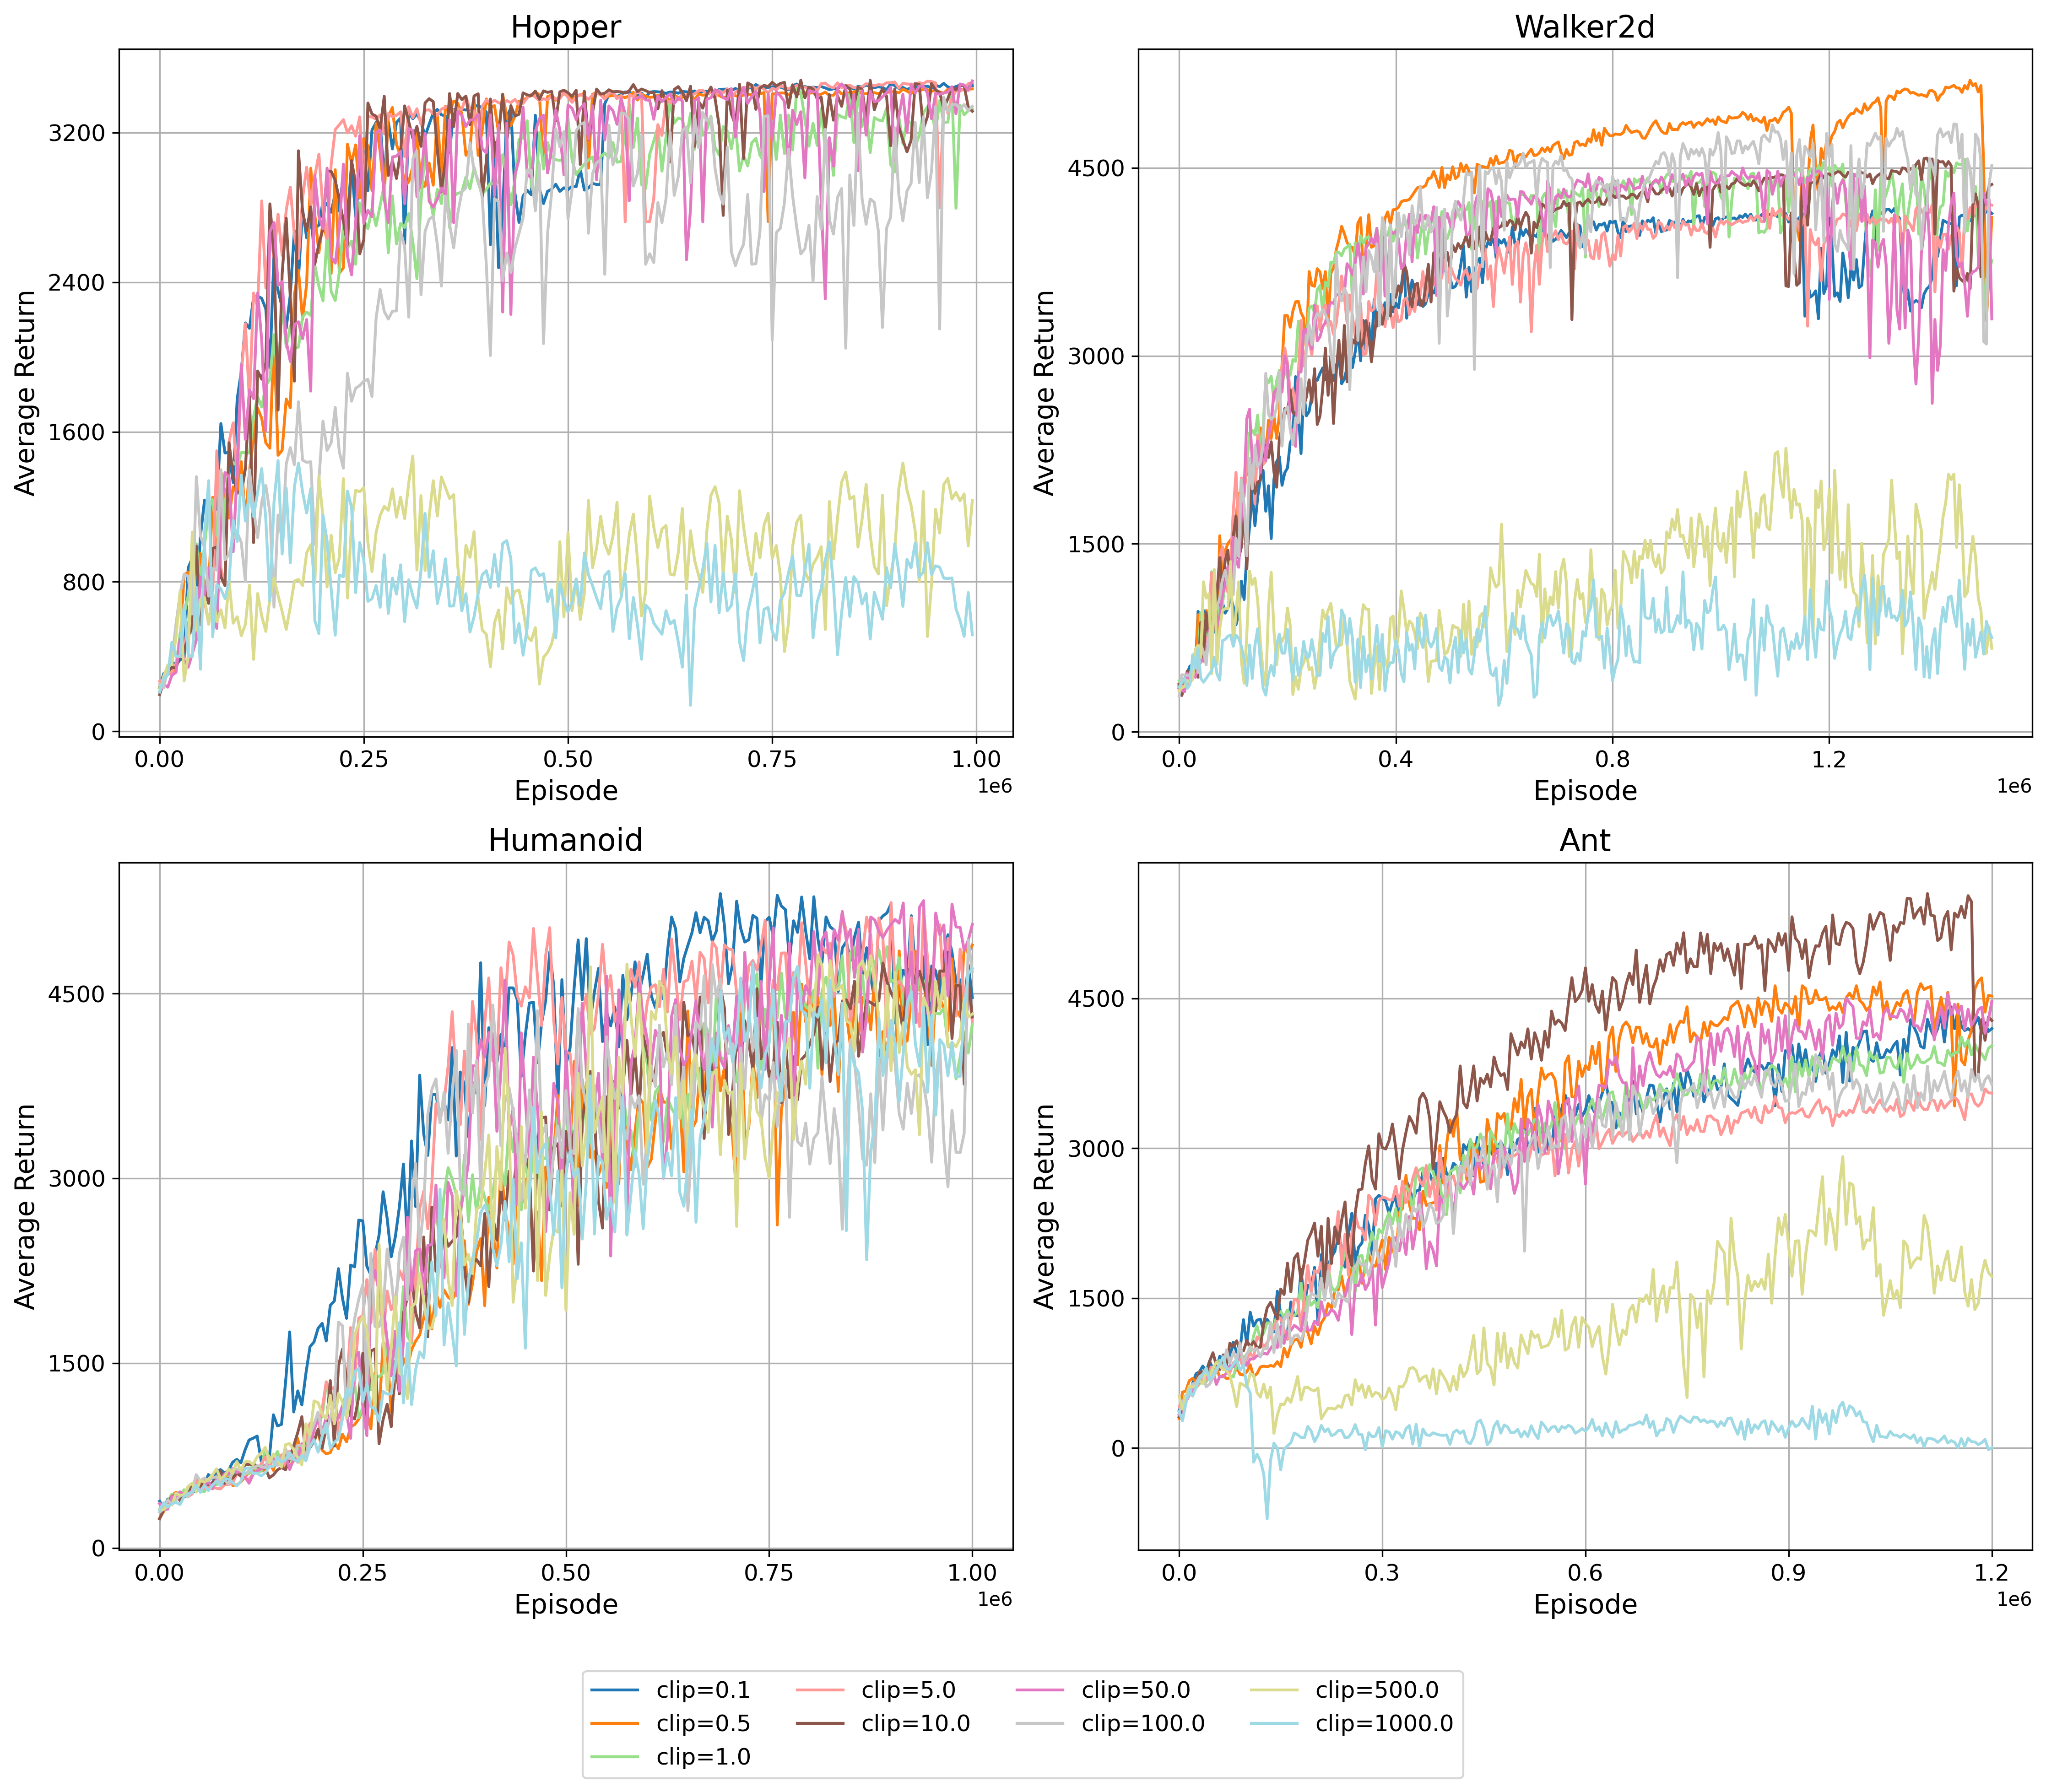 Hopper
Average Return
3200
2400
1600
800
0
0.00 0.25 0.50 0.75 1.00
1e6
Episode
Walker2d
Average Return
4500
3000
1500
0
0.0 0.4 0.8 1.2
1e6
Episode
Humanoid
Average Return
4500
3000
1500
0
0.00 0.25 0.50 0.75 1.00
1e6
Episode
Ant
Average Return
4500
3000
1500
0
0.0 0.3 0.6 0.9 1.2
1e6
Episode
clip=0.1 clip=5.0 clip=50.0 clip=500.0
clip=0.5 clip=10.0 clip=100.0 clip=1000.0
clip=1.0